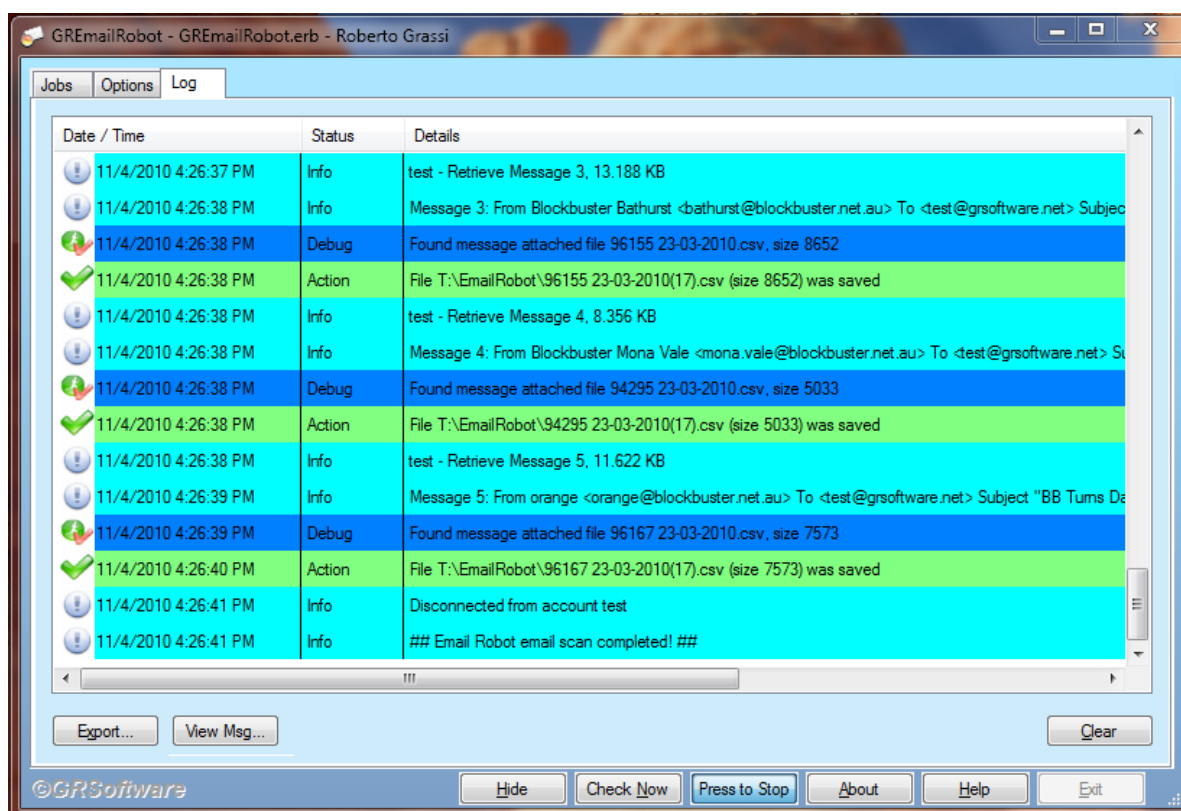 GREmailRobot - GREmailRobot.erb - Roberto Grassi
Jobs Options Log
Date / Time Status Details
11/4/2010 4:26:37 PM Info test - Retrieve Message 3, 13.188 KB
11/4/2010 4:26:38 PM Info Message 3: From Blockbuster Bathurst <bathurst@blockbuster.net.au> To <test@grsoftware.net> Subjec
11/4/2010 4:26:38 PM Debug Found message attached file 96155 23-03-2010.csv, size 8652
11/4/2010 4:26:38 PM Action File T:\EmailRobot\96155 23-03-2010(17).csv (size 8652) was saved
11/4/2010 4:26:38 PM Info test - Retrieve Message 4, 8.356 KB
11/4/2010 4:26:38 PM Info Message 4: From Blockbuster Mona Vale <mona.vale@blockbuster.net.au> To <test@grsoftware.net> Su
11/4/2010 4:26:38 PM Debug Found message attached file 94295 23-03-2010.csv, size 5033
11/4/2010 4:26:38 PM Action File T:\EmailRobot\94295 23-03-2010(17).csv (size 5033) was saved
11/4/2010 4:26:38 PM Info test - Retrieve Message 5, 11.622 KB
11/4/2010 4:26:39 PM Info Message 5: From orange <orange@blockbuster.net.au> To <test@grsoftware.net> Subject "BB Turns Da
11/4/2010 4:26:39 PM Debug Found message attached file 96167 23-03-2010.csv, size 7573
11/4/2010 4:26:40 PM Action File T:\EmailRobot\96167 23-03-2010(17).csv (size 7573) was saved
11/4/2010 4:26:41 PM Info Disconnected from account test
11/4/2010 4:26:41 PM Info ## Email Robot email scan completed! ##
Export... View Msg... Clear
©GRSoftware Hide Check Now Press to Stop About Help Exit